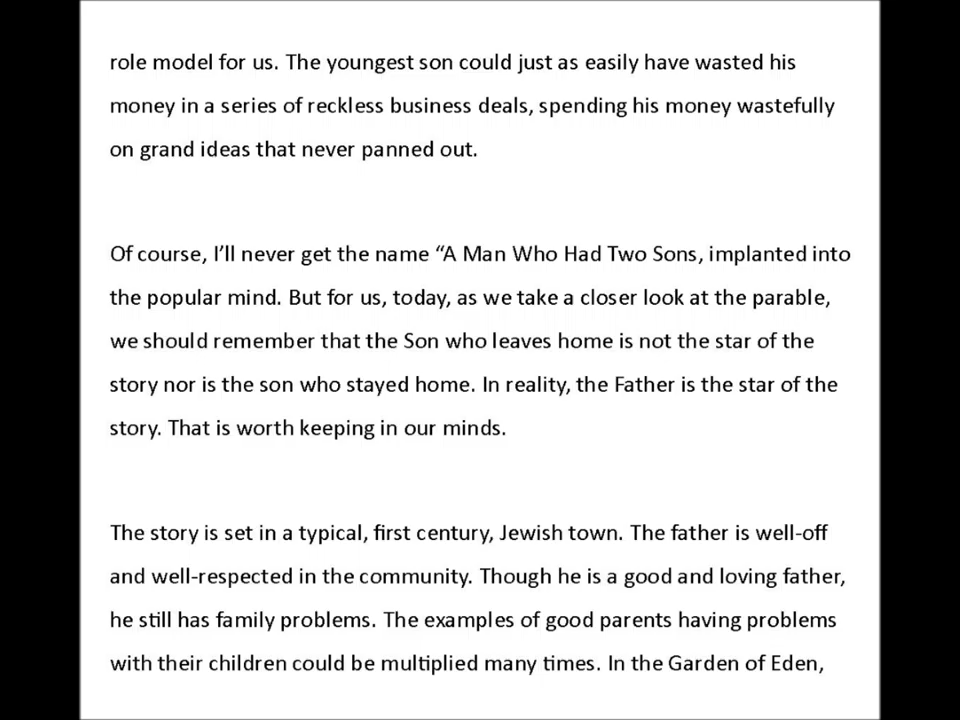 role model for us. The youngest son could just as easily have wasted his
money in a series of reckless business deals, spending his money wastefully
on grand ideas that never panned out.
Of course, I’ll never get the name “A Man Who Had Two Sons, implanted into
the popular mind. But for us, today, as we take a closer look at the parable,
we should remember that the Son who leaves home is not the star of the
story nor is the son who stayed home. In reality, the Father is the star of the
story. That is worth keeping in our minds.
The story is set in a typical, first century, Jewish town. The father is well-off
and well-respected in the community. Though he is a good and loving father,
he still has family problems. The examples of good parents having problems
with their children could be multiplied many times. In the Garden of Eden,